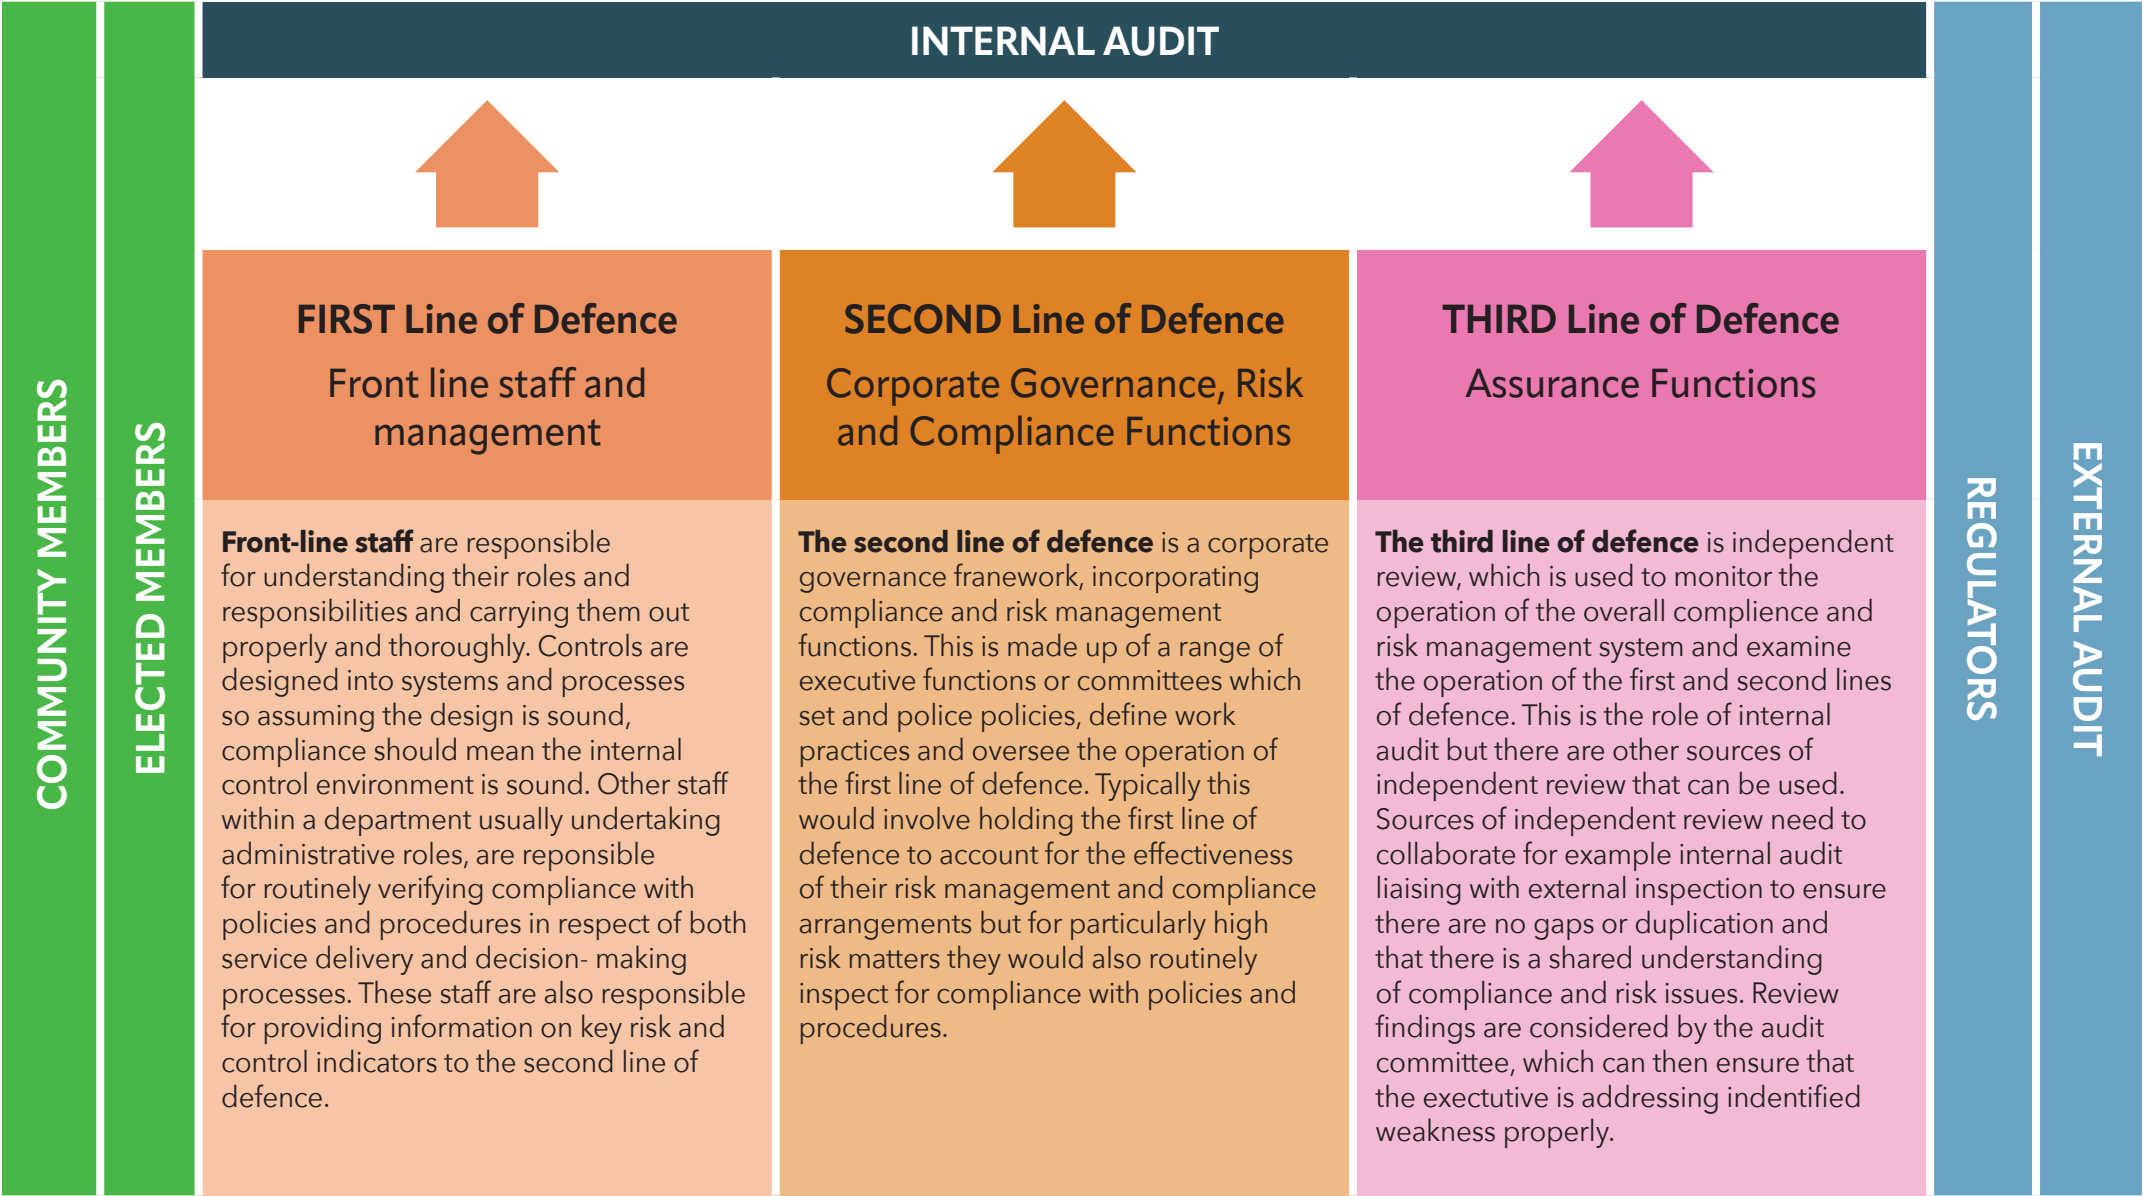 COMMUNITY MEMBERS
ELECTED MEMBERS
INTERNAL AUDIT
FIRST Line of Defence
Front line staff and
management
Front-line staff are responsible
for understanding their roles and
responsibilities and carrying them out
properly and thoroughly. Controls are
designed into systems and processes
so assuming the design is sound,
compliance should mean the internal
control environment is sound. Other staff
within a department usually undertaking
administrative roles, are reponsible
for routinely verifying compliance with
policies and procedures in respect of both
service delivery and decision- making
processes. These staff are also responsible
for providing information on key risk and
control indicators to the second line of
defence.
SECOND Line of Defence
Corporate Governance, Risk
and Compliance Functions
The second line of defence is a corporate
governance franework, incorporating
compliance and risk management
functions. This is made up of a range of
executive functions or committees which
set and police policies, define work
practices and oversee the operation of
the first line of defence. Typically this
would involve holding the first line of
defence to account for the effectiveness
of their risk management and compliance
arrangements but for particularly high
risk matters they would also routinely
inspect for compliance with policies and
procedures.
THIRD Line of Defence
Assurance Functions
The third line of defence is independent
review, which is used to monitor the
operation of the overall complience and
risk management system and examine
the operation of the first and second lines
of defence. This is the role of internal
audit but there are other sources of
independent review that can be used.
Sources of independent review need to
collaborate for example internal audit
liaising with external inspection to ensure
there are no gaps or duplication and
that there is a shared understanding
of compliance and risk issues. Review
findings are considered by the audit
committee, which can then ensure that
the exectutive is addressing indentified
weakness properly.
REGULATORS
EXTERNAL AUDIT